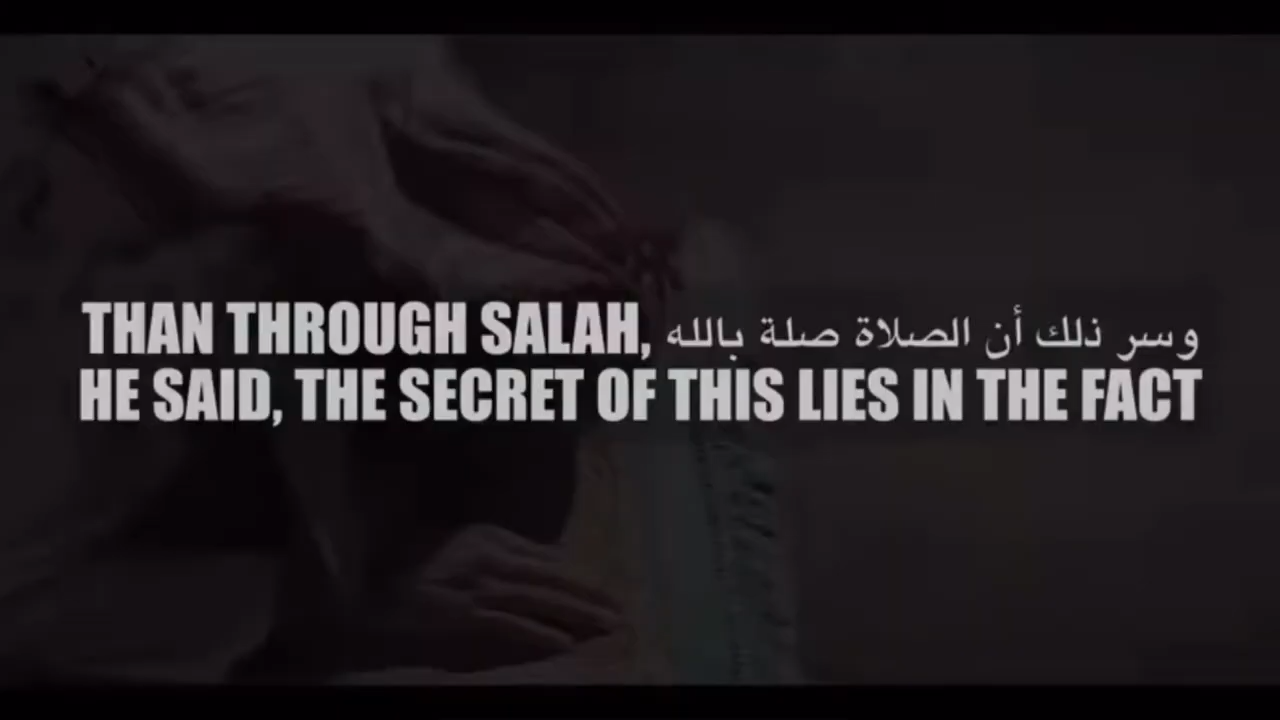 THAN THROUGH SALAH, وسر ذلك أن الصلاة صلة بالله
HE SAID, THE SECRET OF THIS LIES IN THE FACT